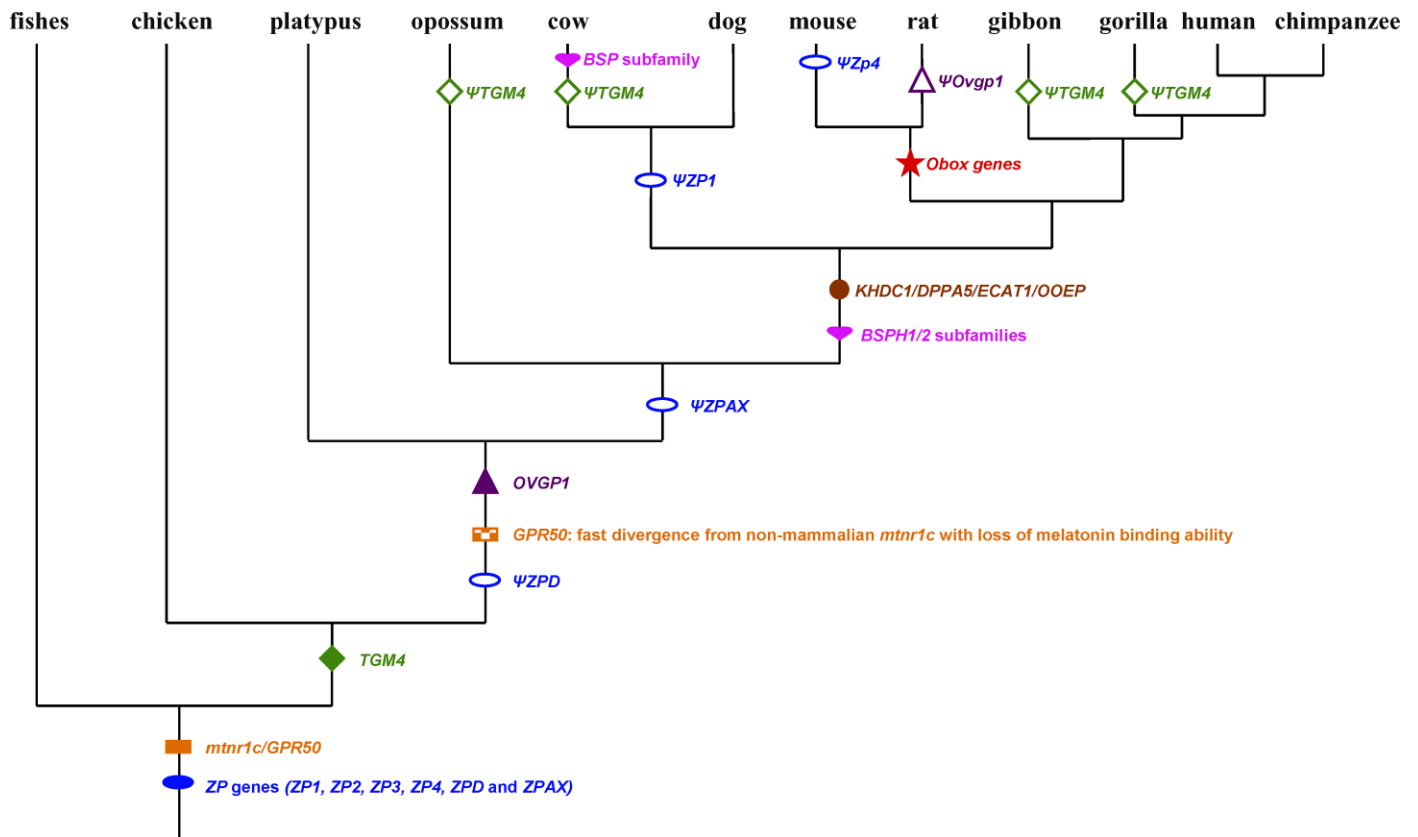 fishes chicken platypus opossum cow dog mouse rat gibbon gorilla human chimpanzee
BSP subfamily
ΨZp4
ΨOvgp1
ΨTGM4 ΨTGM4 ΨTGM4 ΨTGM4
Obox genes
ΨZP1
KHDC1/DPPA5/ECAT1/OOEP
BSPH1/2 subfamilies
ΨZPAX
OVGP1
GPR50: fast divergence from non-mammalian mtnr1c with loss of melatonin binding ability
ΨZPD
TGM4
mtnr1c/GPR50
ZP genes (ZP1, ZP2, ZP3, ZP4, ZPD and ZPAX)